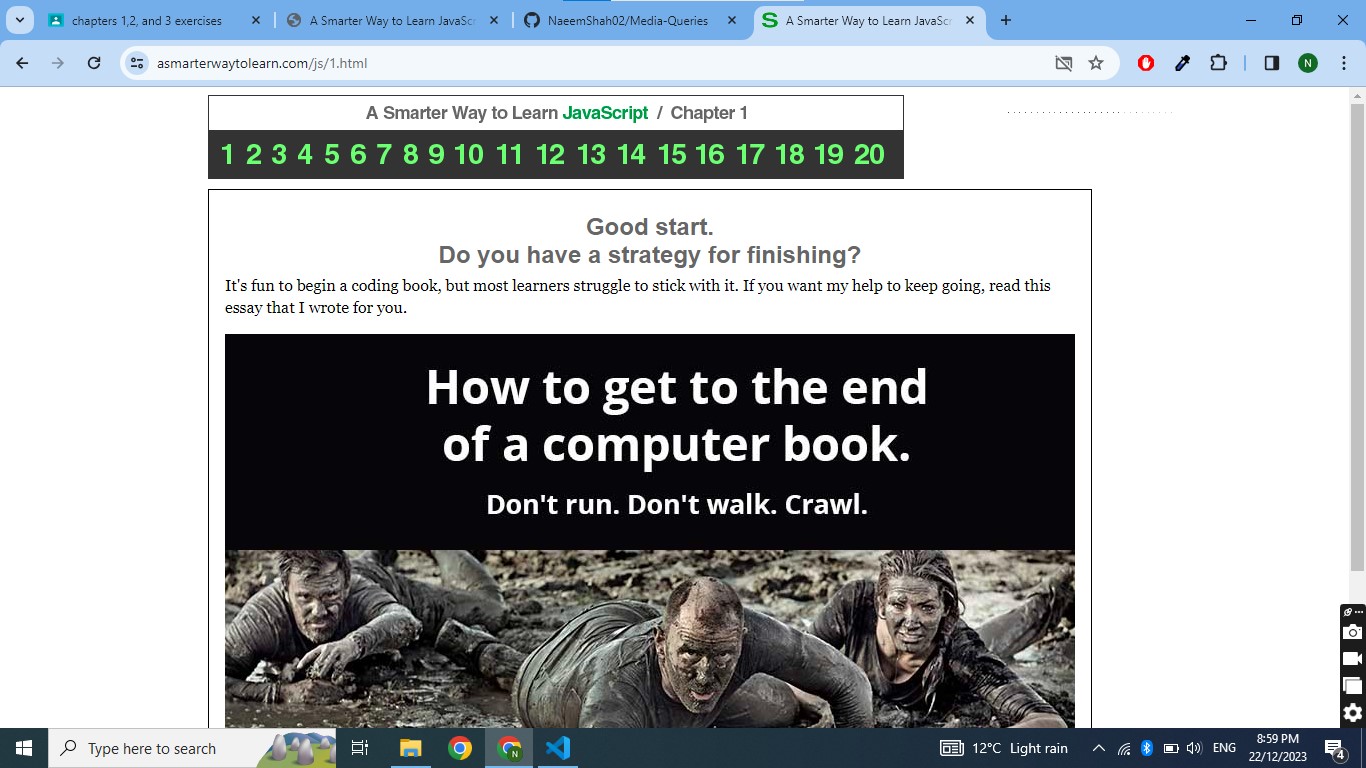 chapters 1,2, and 3 exercises
A Smarter Way to Learn JavaSc
NaeemShah02/Media-Queries
S A Smarter Way to Learn JavaSc
asmarterwaytolearn.com/js/1.html
N
A Smarter Way to Learn JavaScript / Chapter 1
1 2 3 4 5 6 7 8 9 10 11 12 13 14 15 16 17 18 19 20
Good start.
Do you have a strategy for finishing?
It's fun to begin a coding book, but most learners struggle to stick with it. If you want my help to keep going, read this
essay that I wrote for you.
How to get to the end
of a computer book.
Don't run. Don't walk. Crawl.
Type here to search
N
12°C Light rain
ENG
8:59 PM
22/12/2023
4